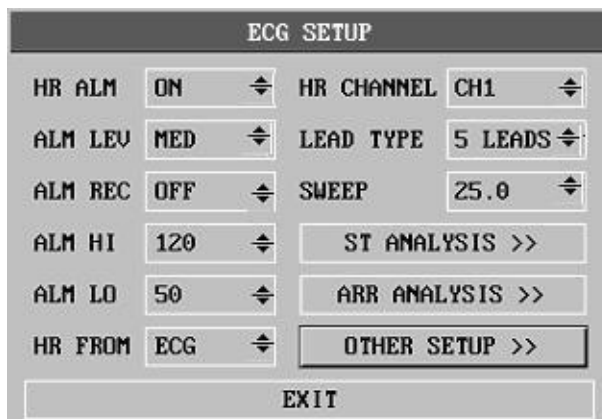 ECG SETUP
HR ALM ON HR CHANNEL CH1
ALM LEV MED LEAD TYPE 5 LEADS
ALM REC OFF SWEEP 25.0
ALM HI 120 ST ANALYSIS >>
ALM LO 50 ARR ANALYSIS >>
HR FROM ECG OTHER SETUP >>
EXIT